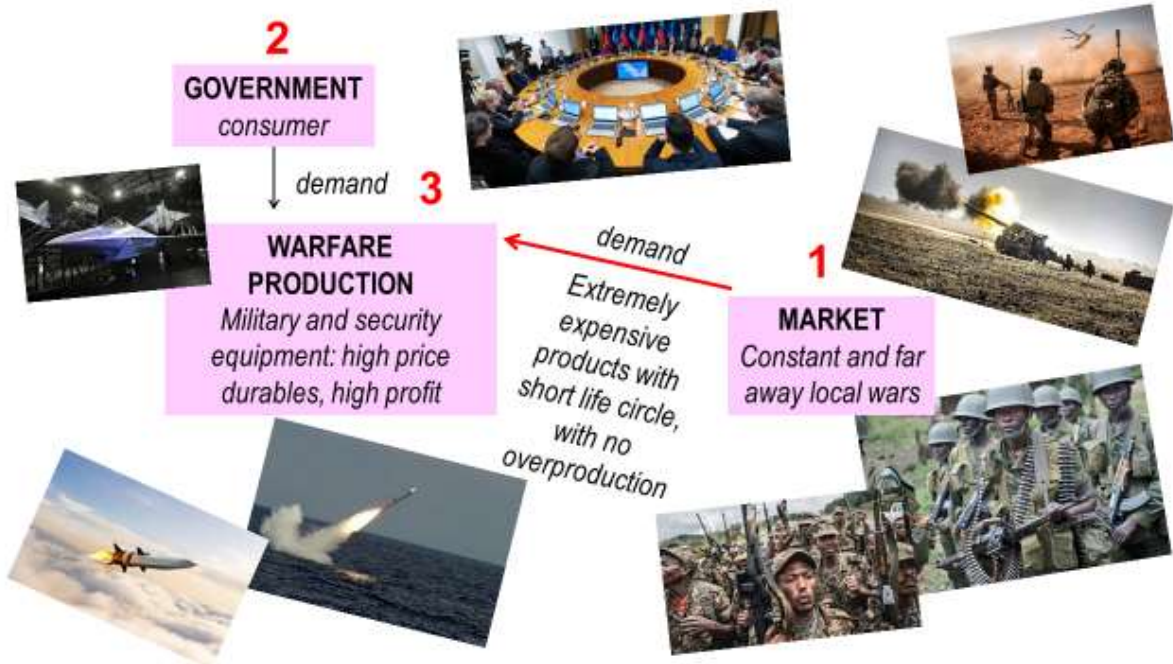 2
GOVERNMENT
consumer
demand
3
WARFARE
PRODUCTION
Military and security
equipment: high price
durables, high profit
demand
Extremely
expensive
products with
short life circle,
with no
overproduction
1
MARKET
Constant and far
away local wars